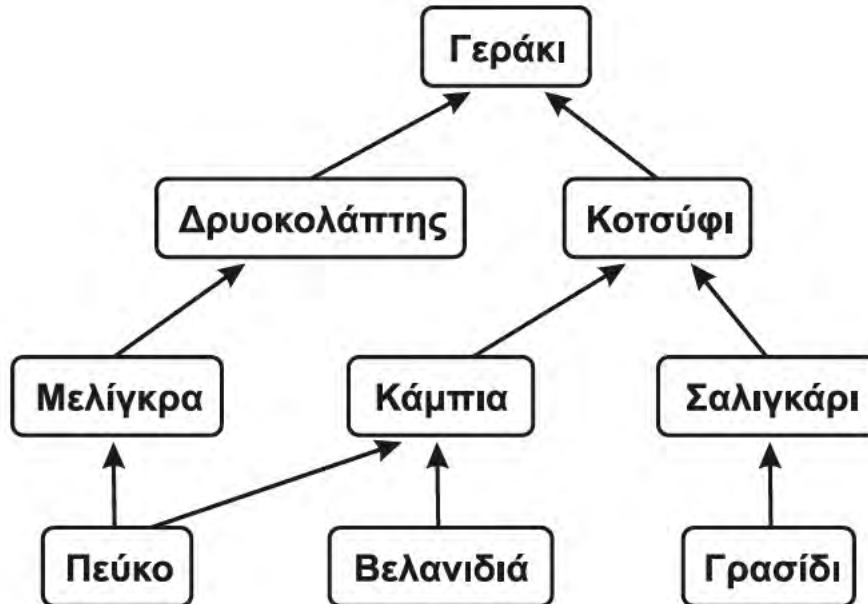 Γεράκι
Δρυοκολάπτης
Κοτσύφι
Μελίγκρα
Κάμπια
Σαλιγκάρι
Πεύκο
Βελανιδιά
Γρασίδι